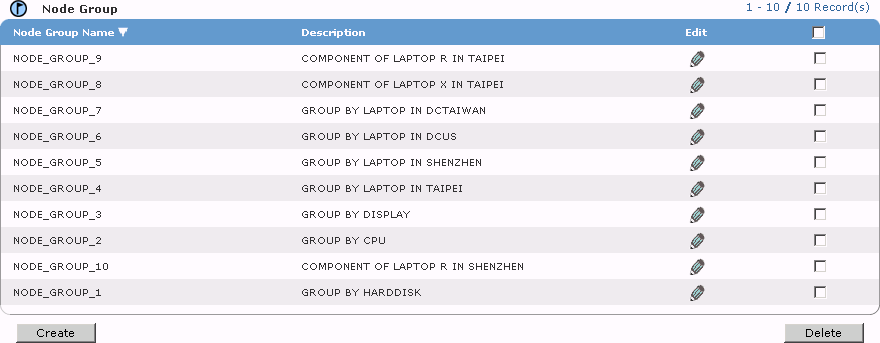 Node Group 1 - 10 / 10 Record(s)
Node Group Name Description Edit
NODE_GROUP_9 COMPONENT OF LAPTOP R IN TAIPEI
NODE_GROUP_8 COMPONENT OF LAPTOP X IN TAIPEI
NODE_GROUP_7 GROUP BY LAPTOP IN DCTAIWAN
NODE_GROUP_6 GROUP BY LAPTOP IN DCUS
NODE_GROUP_5 GROUP BY LAPTOP IN SHENZHEN
NODE_GROUP_4 GROUP BY LAPTOP IN TAIPEI
NODE_GROUP_3 GROUP BY DISPLAY
NODE_GROUP_2 GROUP BY CPU
NODE_GROUP_10 COMPONENT OF LAPTOP R IN SHENZHEN
NODE_GROUP_1 GROUP BY HARDDISK
Create Delete